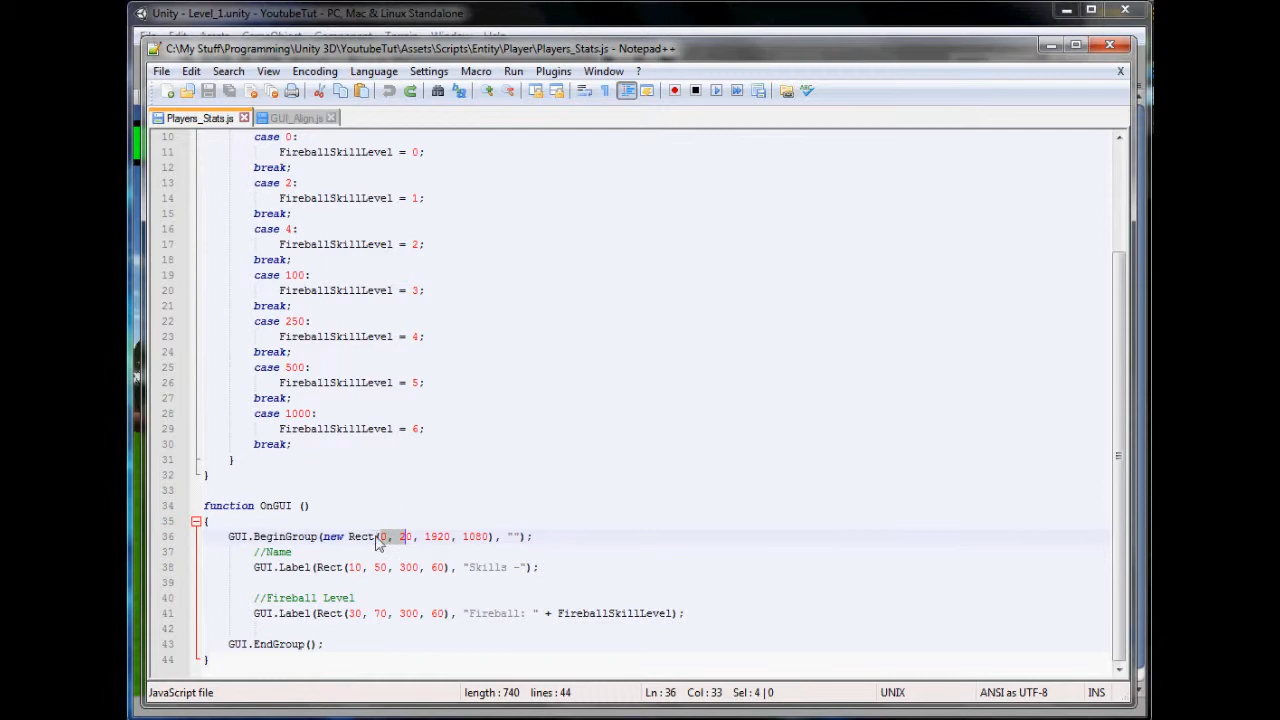 Unity - Level_1.unity - YoutubeTut - PC, Mac & Linux Standalone
C:\My Stuff\Programming\Unity 3D\YoutubeTut\Assets\Scripts\Entity\Player\Players_Stats.js - Notepad++
File Edit Search View Encoding Language Settings Macro Run Plugins Window ? X
Players_Stats.js GUI_Align.js
10 case 0:
11 FireballSkillLevel = 0;
12 break;
13 case 2:
14 FireballSkillLevel = 1;
15 break;
16 case 4:
17 FireballSkillLevel = 2;
18 break;
19 case 100:
20 FireballSkillLevel = 3;
21 break;
22 case 250:
23 FireballSkillLevel = 4;
24 break;
25 case 500:
26 FireballSkillLevel = 5;
27 break;
28 case 1000:
29 FireballSkillLevel = 6;
30 break;
31 }
32 }
33
34 function OnGUI ()
35 {
36 GUI.BeginGroup(new Rect(0, 20, 1920, 1080), "");
37 //Name
38 GUI.Label(Rect(10, 50, 300, 60), "Skills -");
39
40 //Fireball Level
41 GUI.Label(Rect(30, 70, 300, 60), "Fireball: " + FireballSkillLevel);
42
43 GUI.EndGroup();
44 }
JavaScript file length : 740 lines : 44 Ln : 36 Col : 33 Sel : 4 | 0 UNIX ANSI as UTF-8 INS